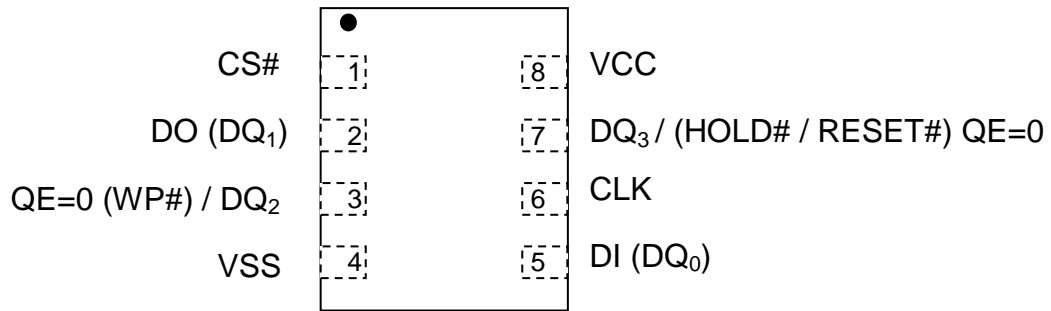 CS# 1 8 VCC
DO (DQ₁) 2 7 DQ₃ / (HOLD# / RESET#) QE=0
QE=0 (WP#) / DQ₂ 3 6 CLK
VSS 4 5 DI (DQ₀)